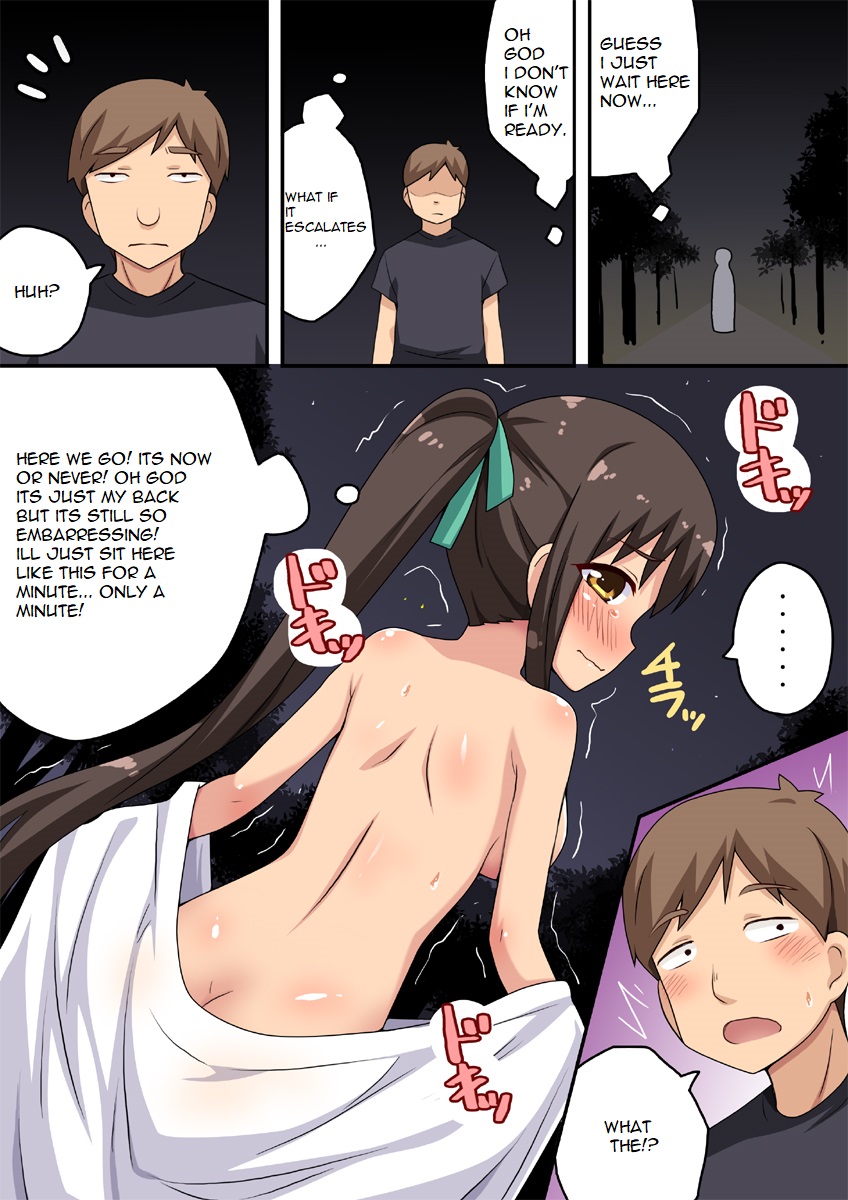 GUESS
I JUST
WAIT HERE
NOW...
OH
GOD
I DON'T
KNOW
IF I'M
READY.
WHAT IF
IT
ESCALATES
...
HUH?
HERE WE GO! ITS NOW
OR NEVER! OH GOD
ITS JUST MY BACK
BUT ITS STILL SO
EMBARRESSING!
ILL JUST SIT HERE
LIKE THIS FOR A
MINUTE... ONLY A
MINUTE!
ドキッ
ドキッ
チラッ
ドキッ
......
WHAT
THE!?